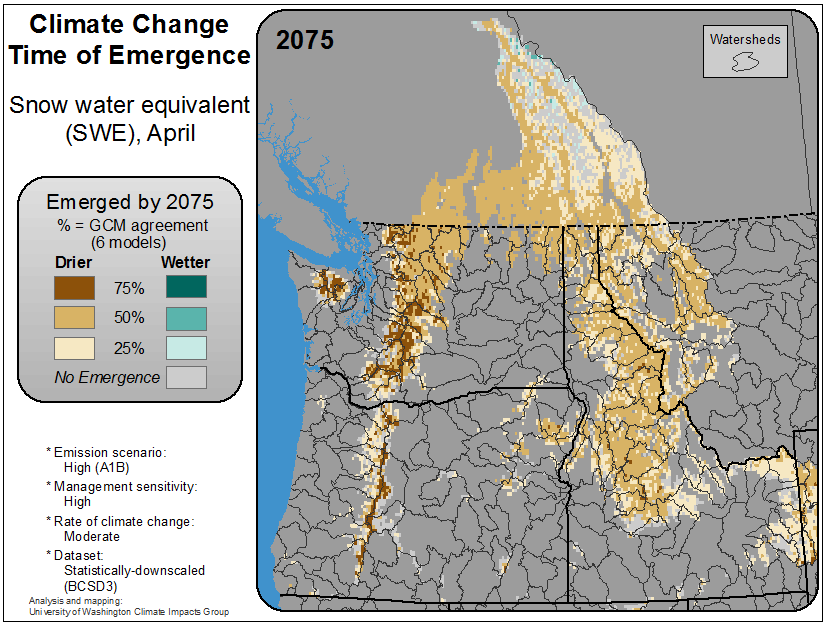 Climate Change
Time of Emergence
Snow water equivalent
(SWE), April
Emerged by 2075
% = GCM agreement
(6 models)
Drier Wetter
75%
50%
25%
No Emergence
* Emission scenario:
High (A1B)
* Management sensitivity:
High
* Rate of climate change:
Moderate
* Dataset:
Statistically-downscaled
(BCSD3)
Analysis and mapping:
University of Washington Climate Impacts Group
2075
Watersheds